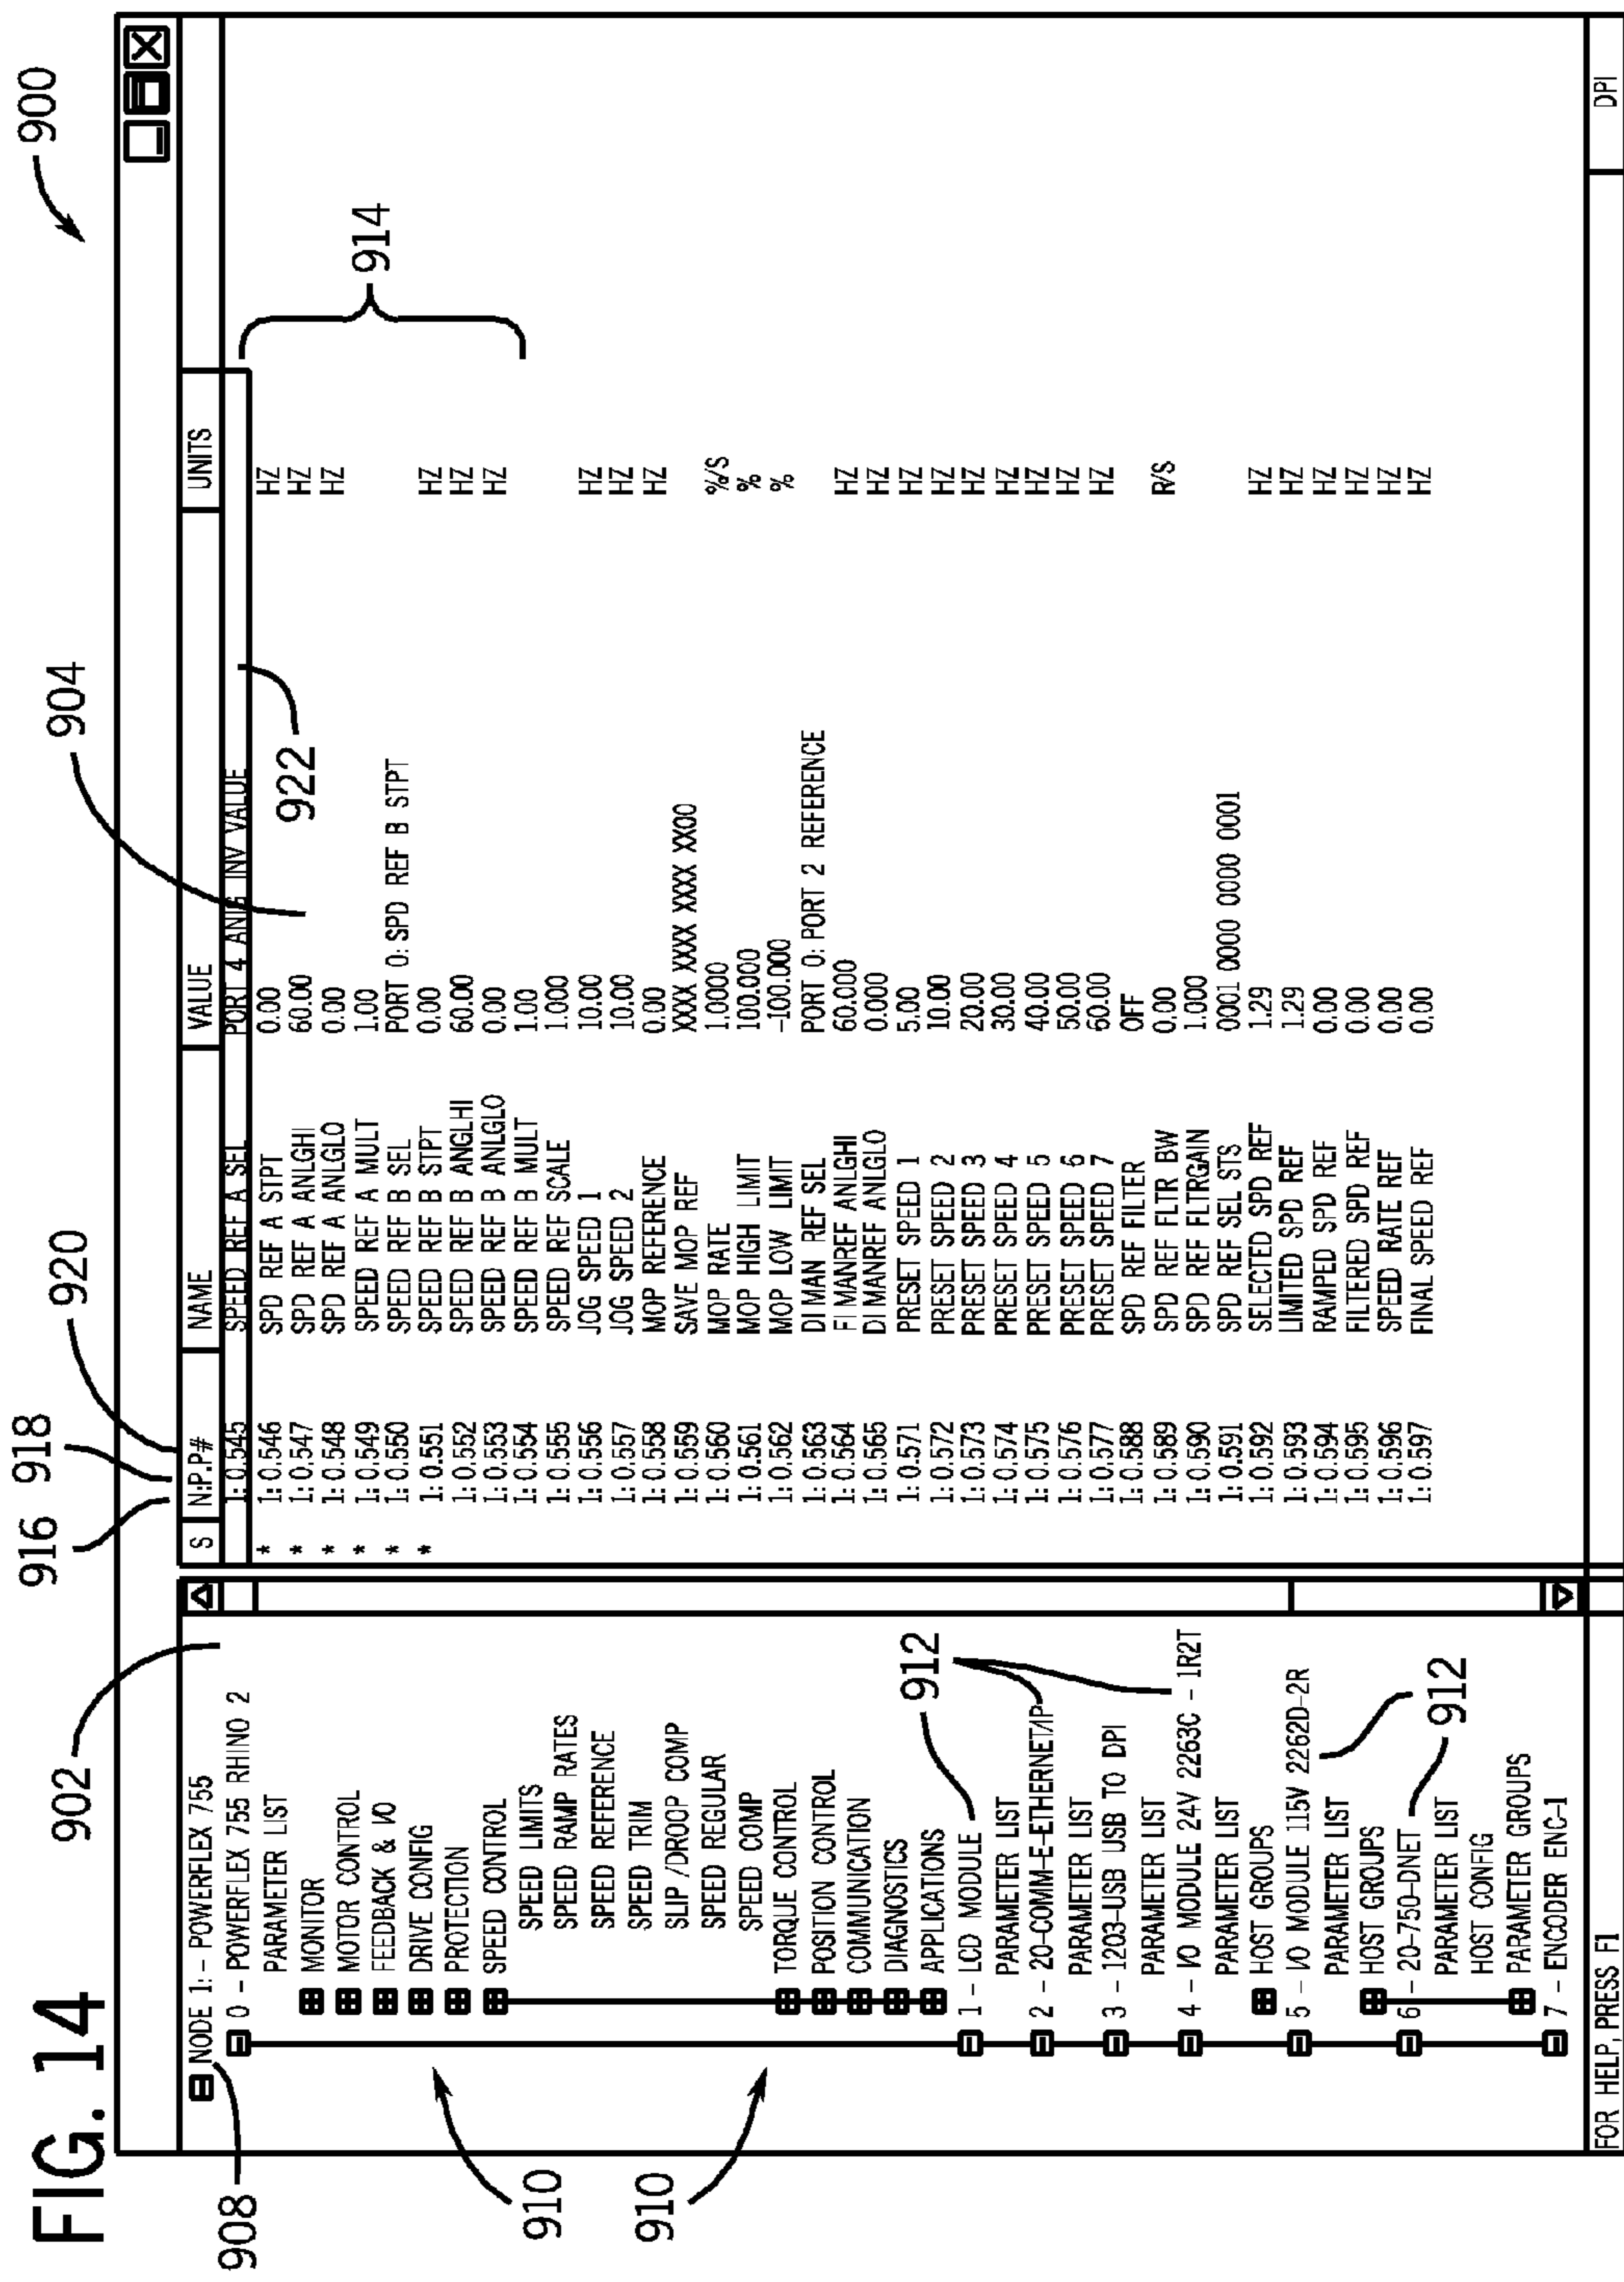 FIG. 14
900
902
904
916 918 920
S N:P.P.# NAME VALUE UNITS
1: 0.545 SPEED REF A SEL PORT 4 ANIG INV VALUE
* 1: 0.546 SPD REF A STPT 0.00 HZ
* 1: 0.547 SPD REF A ANLGHI 60.00 HZ
* 1: 0.548 SPD REF A ANLGLO 0.00 HZ
* 1: 0.549 SPEED REF A MULT 1.00
* 1: 0.550 SPEED REF B SEL PORT 0: SPD REF B STPT
* 1: 0.551 SPEED REF B STPT 0.00 HZ
1: 0.552 SPEED REF B ANGLHI 60.00 HZ
1: 0.553 SPEED REF B ANLGLO 0.00 HZ
1: 0.554 SPEED REF B MULT 1.00
1: 0.555 SPEED REF SCALE 1.000
1: 0.556 JOG SPEED 1 10.00 HZ
1: 0.557 JOG SPEED 2 10.00 HZ
1: 0.558 MOP REFERENCE 0.00 HZ
1: 0.559 SAVE MOP REF XXXX XXXX XXXX XX00
1: 0.560 MOP RATE 1.0000 %/S
1: 0.561 MOP HIGH LIMIT 100.000 %
1: 0.562 MOP LOW LIMIT -100.000 %
1: 0.563 DI MAN REF SEL PORT 0: PORT 2 REFERENCE
1: 0.564 FI MANREF ANLGHI 60.000 HZ
1: 0.565 DI MANREF ANLGLO 0.000 HZ
1: 0.571 PRESET SPEED 1 5.00 HZ
1: 0.572 PRESET SPEED 2 10.00 HZ
1: 0.573 PRESET SPEED 3 20.00 HZ
1: 0.574 PRESET SPEED 4 30.00 HZ
1: 0.575 PRESET SPEED 5 40.00 HZ
1: 0.576 PRESET SPEED 6 50.00 HZ
1: 0.577 PRESET SPEED 7 60.00 HZ
1: 0.588 SPD REF FILTER OFF
1: 0.589 SPD REF FLTR BW 0.00 R/S
1: 0.590 SPD REF FLTRGAIN 1.000
1: 0.591 SPD REF SEL STS 0001 0000 0000 0001
1: 0.592 SELECTED SPD REF 1.29 HZ
1: 0.593 LIMITED SPD REF 1.29 HZ
1: 0.594 RAMPED SPD REF 0.00 HZ
1: 0.595 FILTERED SPD REF 0.00 HZ
1: 0.596 SPEED RATE REF 0.00 HZ
1: 0.597 FINAL SPEED REF 0.00 HZ
922
914
908
NODE 1: - POWERFLEX 755
0 - POWERFLEX 755 RHINO 2
PARAMETER LIST
MONITOR
MOTOR CONTROL
FEEDBACK & I/O
DRIVE CONFIG
PROTECTION
SPEED CONTROL
SPEED LIMITS
SPEED RAMP RATES
SPEED REFERENCE
SPEED TRIM
SLIP /DROOP COMP
SPEED REGULAR
SPEED COMP
TORQUE CONTROL
POSITION CONTROL
COMMUNICATION
DIAGNOSTICS
APPLICATIONS
1 - LCD MODULE
PARAMETER LIST
2 - 20-COMM-E-ETHERNET/IP
PARAMETER LIST
3 - 1203-USB USB TO DPI
PARAMETER LIST
4 - I/O MODULE 24V 2263C - 1R2T
PARAMETER LIST
HOST GROUPS
5 - I/O MODULE 115V 2262D-2R
PARAMETER LIST
HOST GROUPS
6 - 20-750-DNET
PARAMETER LIST
HOST CONFIG
PARAMETER GROUPS
7 - ENCODER ENC-1
910
910
912
912
FOR HELP, PRESS F1
DPI